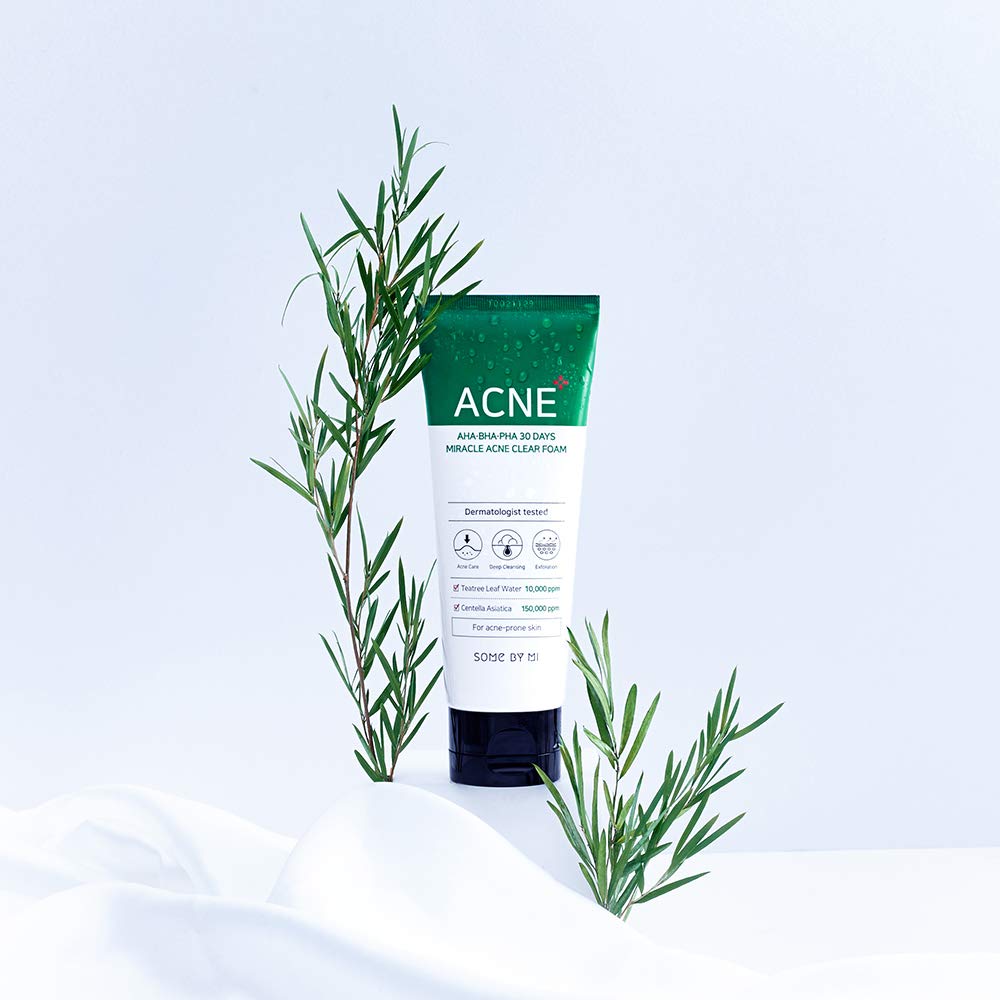 10021129
ACNE
AHA·BHA·PHA 30 DAYS
MIRACLE ACNE CLEAR FOAM
Dermatologist tested
Acne Care Deep Cleansing Exfoliation
Teatree Leaf Water 10,000 ppm
Centella Asiatica 150,000 ppm
For acne-prone skin
SOME BY MI